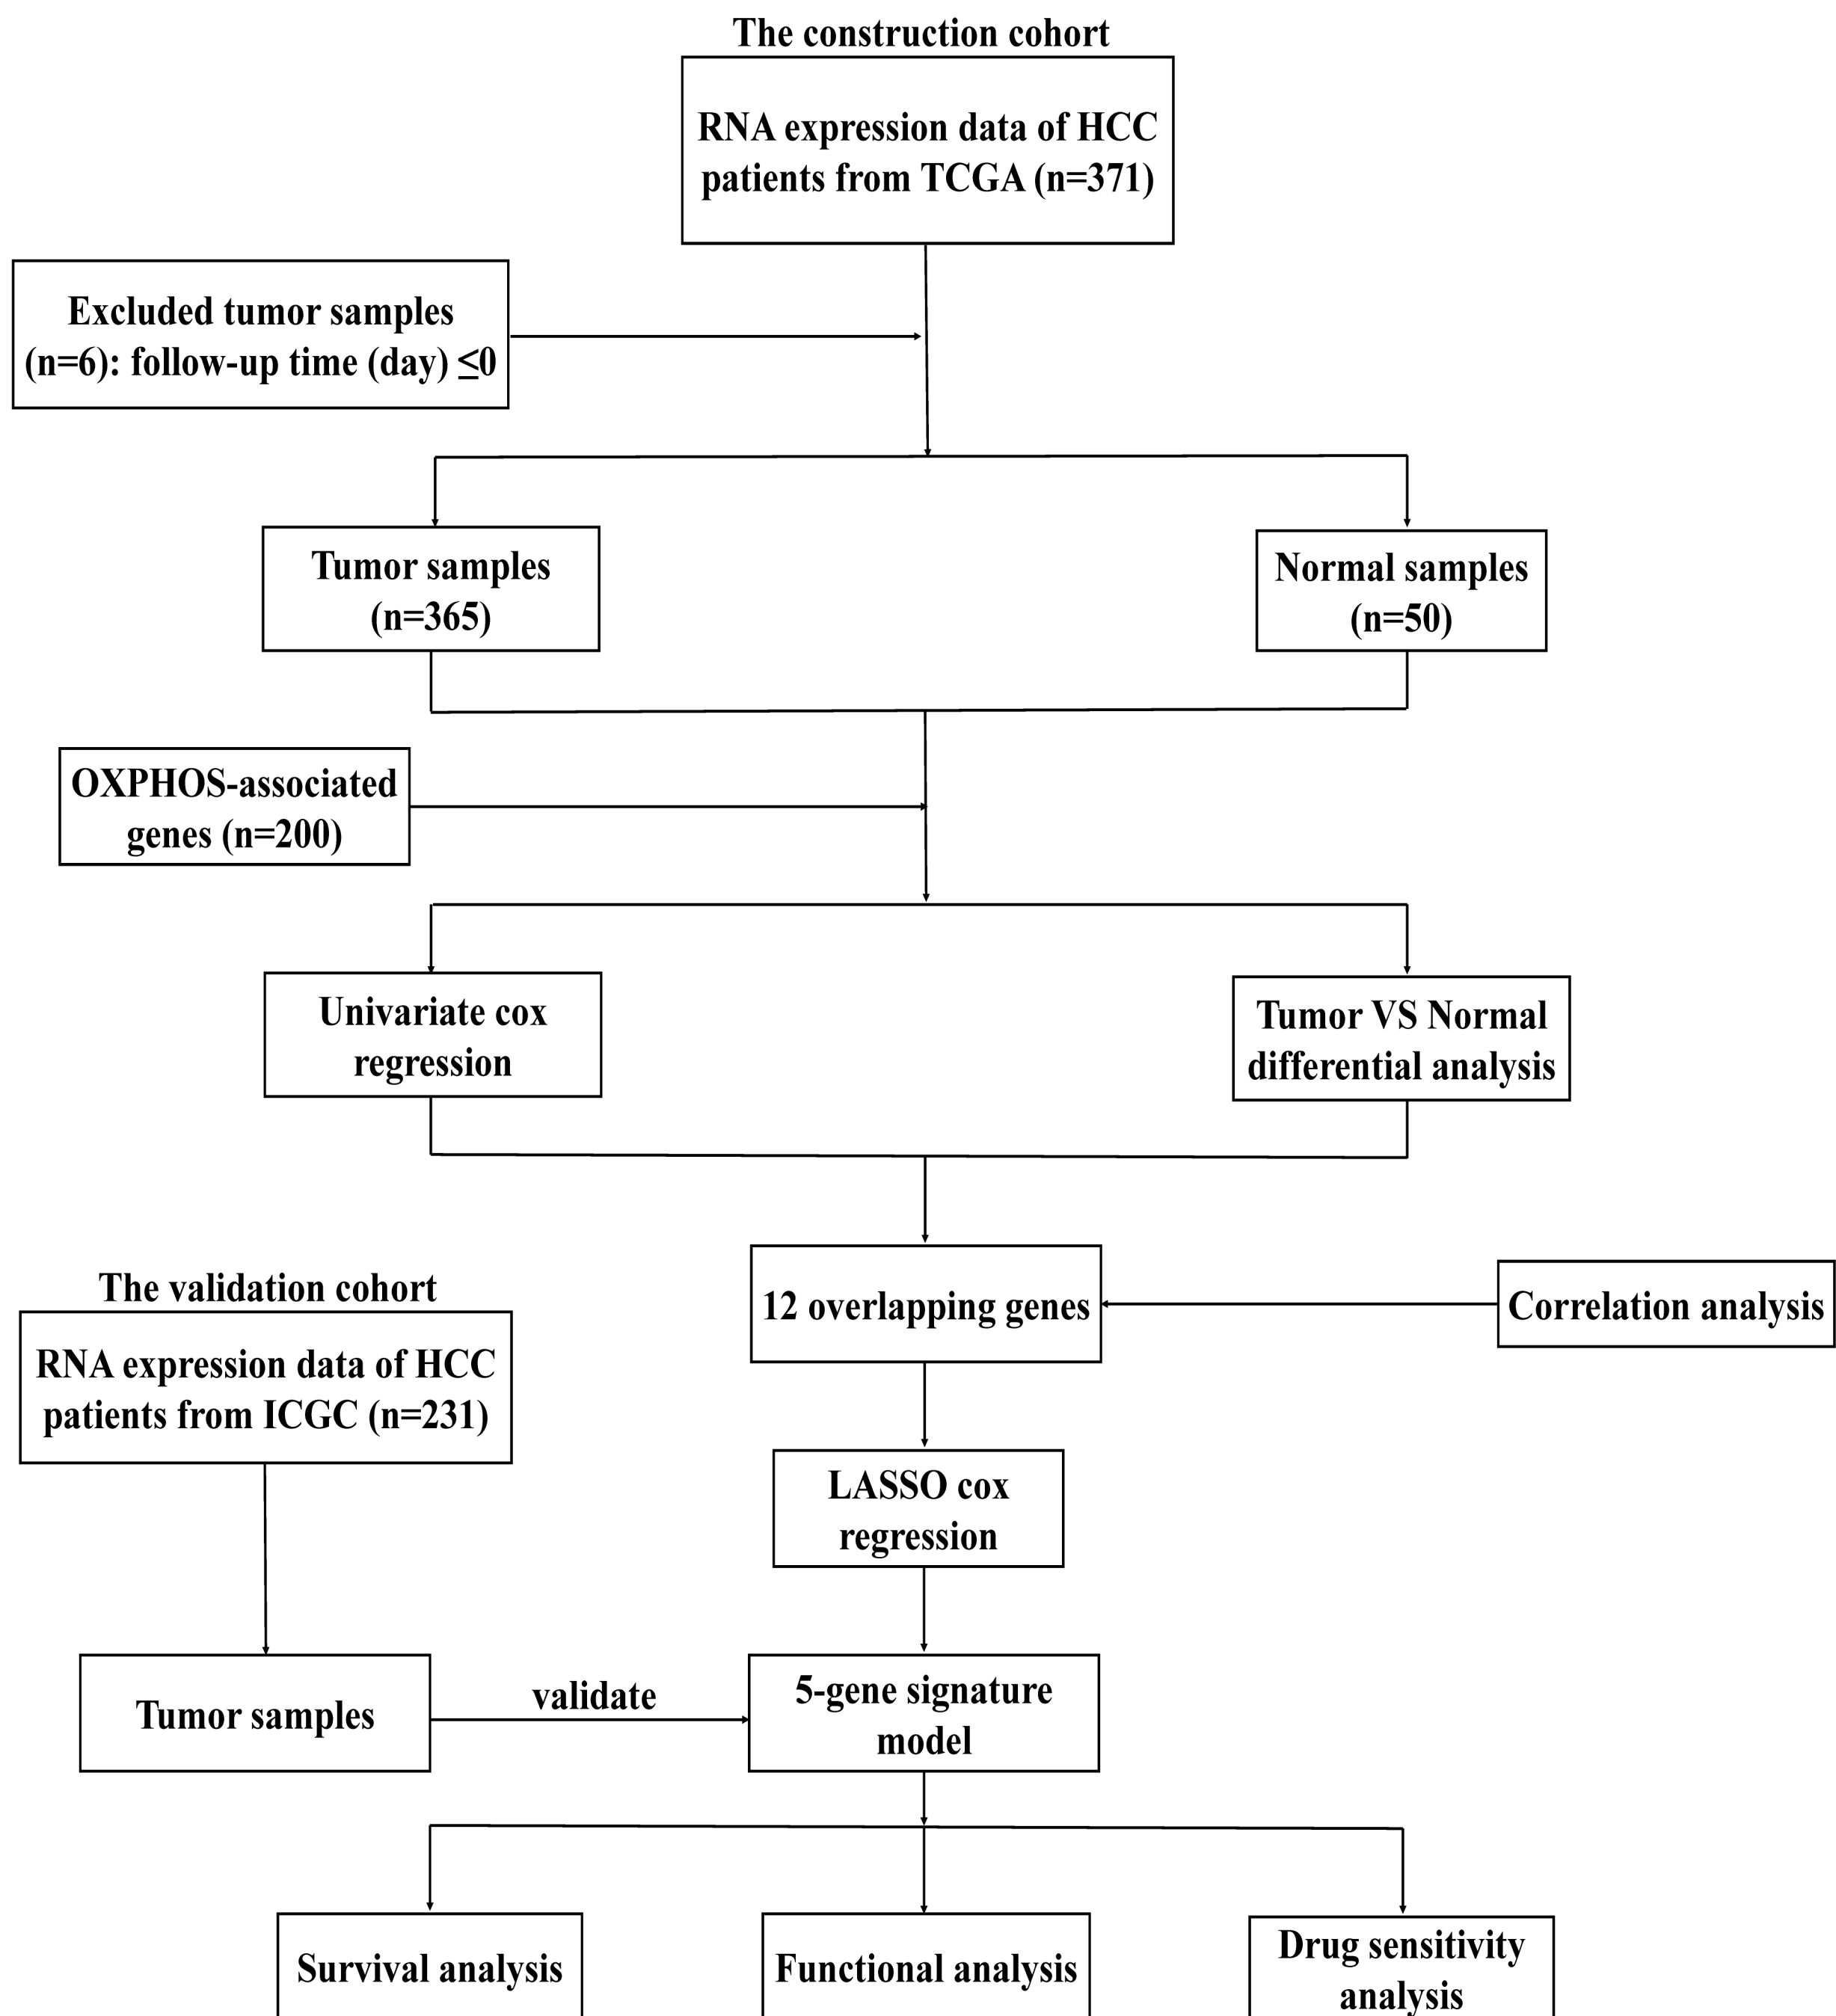 The construction cohort
RNA expression data of HCC
patients from TCGA (n=371)
Excluded tumor samples
(n=6): follow-up time (day) ≤0
Tumor samples
(n=365)
Normal samples
(n=50)
OXPHOS-associated
genes (n=200)
Univariate cox
regression
Tumor VS Normal
differential analysis
12 overlapping genes
Correlation analysis
The validation cohort
RNA expression data of HCC
patients from ICGC (n=231)
LASSO cox
regression
Tumor samples
validate
5-gene signature
model
Survival analysis
Functional analysis
Drug sensitivity
analysis